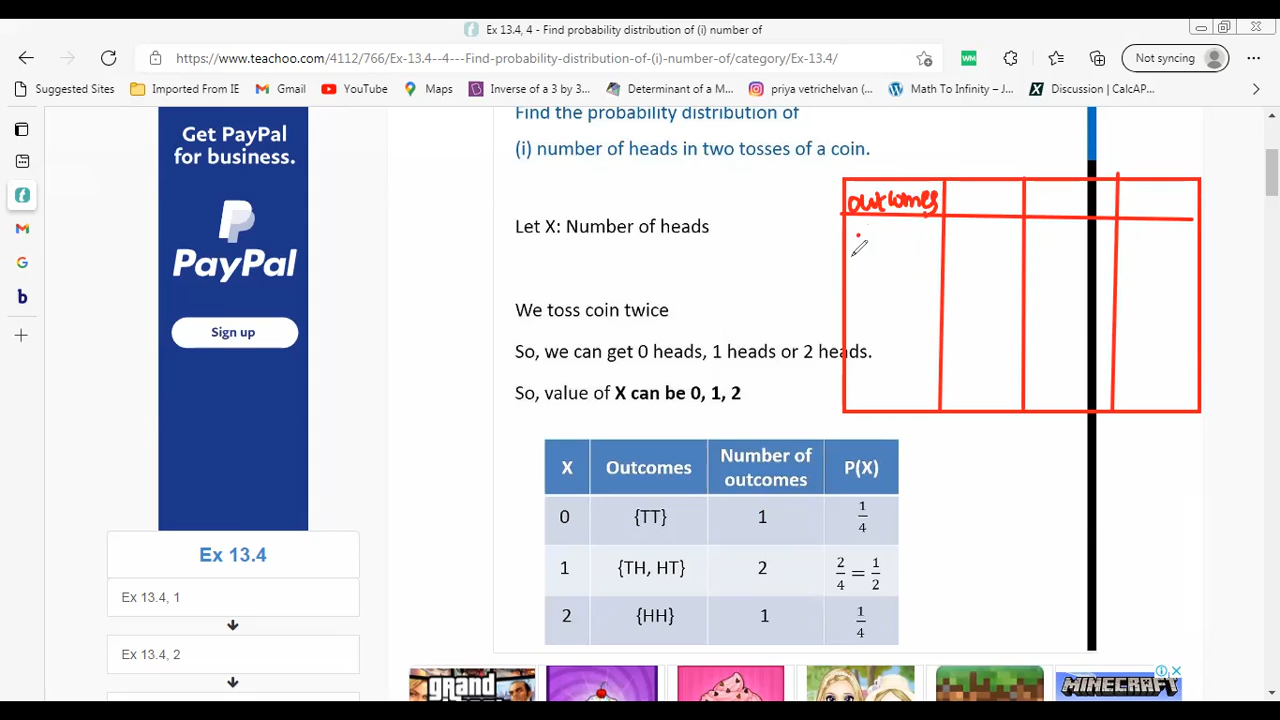 Ex 13.4, 4 - Find probability distribution of (i) number of
https://www.teachoo.com/4112/766/Ex-13.4--4---Find-probability-distribution-of-(i)-number-of/category/Ex-13.4/
WM
Not syncing
Suggested Sites
Imported From IE
Gmail
YouTube
Maps
Inverse of a 3 by 3...
Determinant of a M...
priya vetrichelvan (...
Math To Infinity – J...
Discussion | CalcAP...
Get PayPal
for business.
PayPal
Sign up
Find the probability distribution of
(i) number of heads in two tosses of a coin.
outcomes
Let X: Number of heads
We toss coin twice
So, we can get 0 heads, 1 heads or 2 heads.
So, value of X can be 0, 1, 2
X Outcomes Number of outcomes P(X)
0 {TT} 1 1/4
1 {TH, HT} 2 2/4 = 1/2
2 {HH} 1 1/4
Ex 13.4
Ex 13.4, 1
Ex 13.4, 2
grand
MINECRAFT